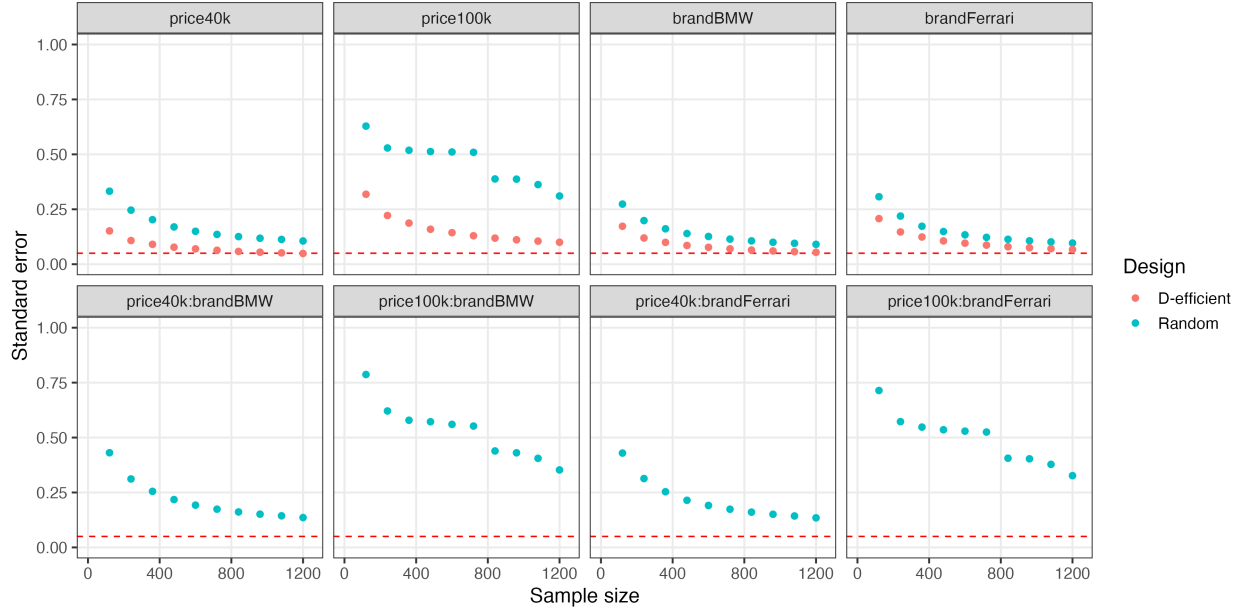 price40k price100k brandBMW brandFerrari
1.00
0.75
0.50
0.25
0.00
price40k:brandBMW price100k:brandBMW price40k:brandFerrari price100k:brandFerrari
1.00
0.75
0.50
0.25
0.00
0 400 800 1200 0 400 800 1200 0 400 800 1200 0 400 800 1200
Sample size
Standard error
Design
D-efficient
Random